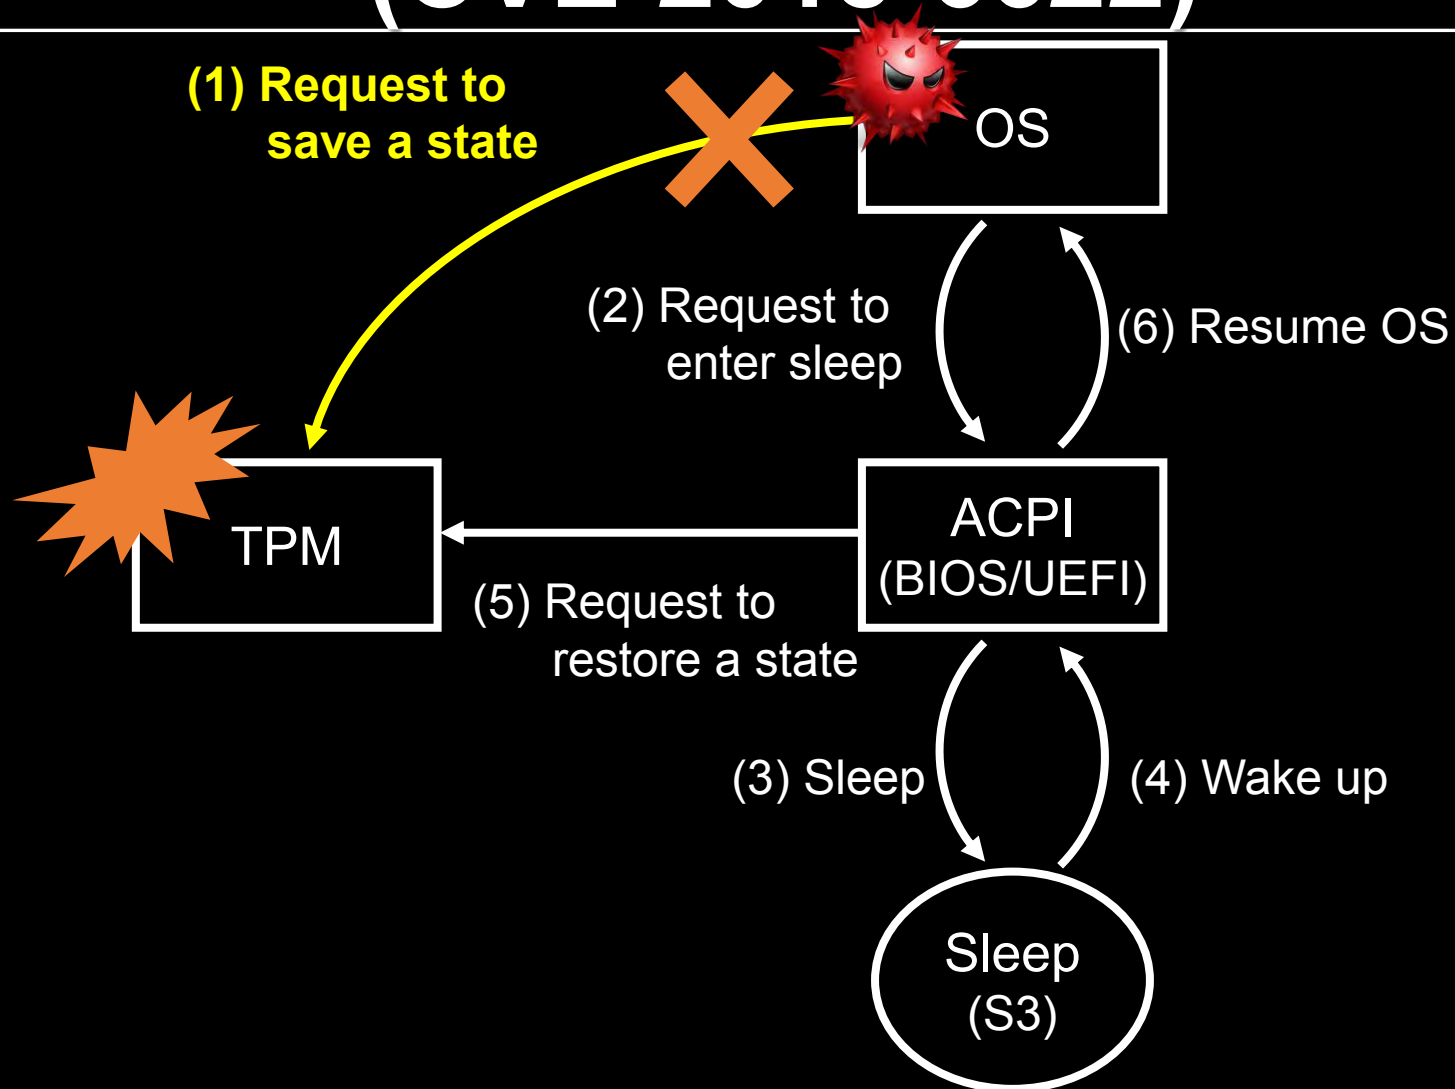 (1) Request to
save a state
OS
(2) Request to
enter sleep
(6) Resume OS
TPM
ACPI
(BIOS/UEFI)
(5) Request to
restore a state
(3) Sleep
(4) Wake up
Sleep
(S3)